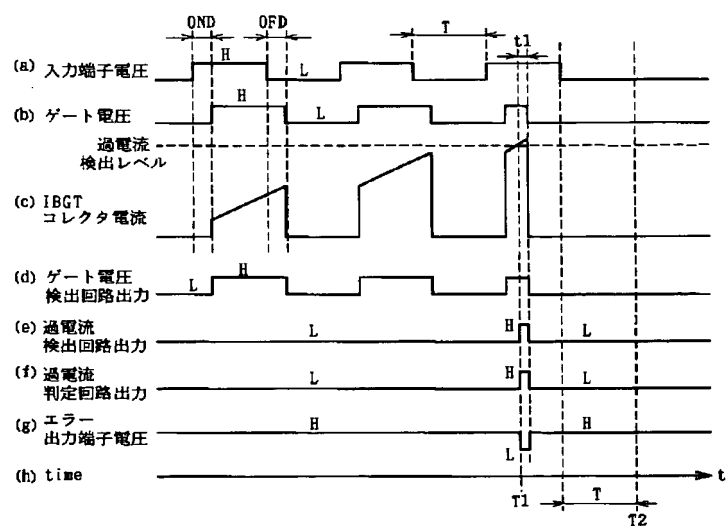 OND OFD T t1
(a) 入力端子電圧 H L
(b) ゲート電圧 H L
過電流
検出レベル
(c) IBGT
コレクタ電流
(d) ゲート電圧
検出回路出力 L H
(e) 過電流
検出回路出力 L H L
(f) 過電流
判定回路出力 L H L
(g) エラー
出力端子電圧 H L H
(h) time t
T1 T T2